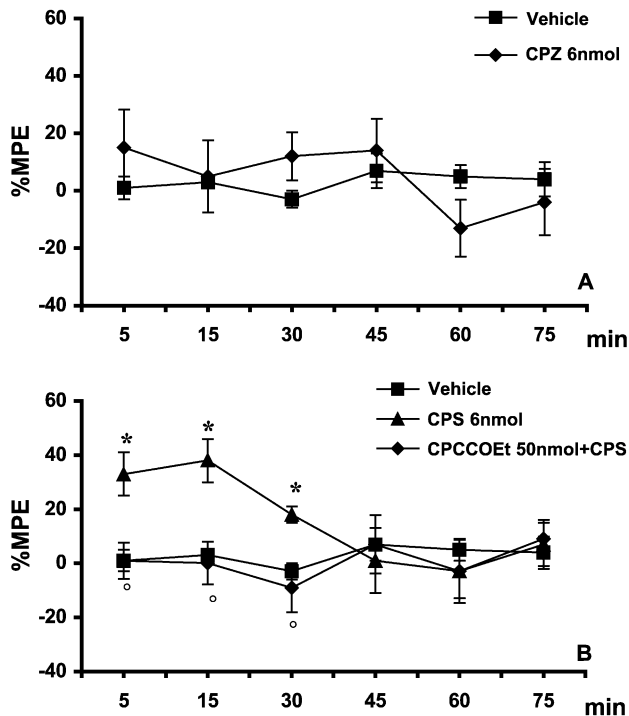 60
Vehicle
CPZ 6nmol
40
20
%MPE
0
-20
A
-40
5 15 30 45 60 75 min
60
Vehicle
CPS 6nmol
CPCCOEt 50nmol+CPS
40
* * *
20
%MPE
0
-20
-40
B
5 15 30 45 60 75 min